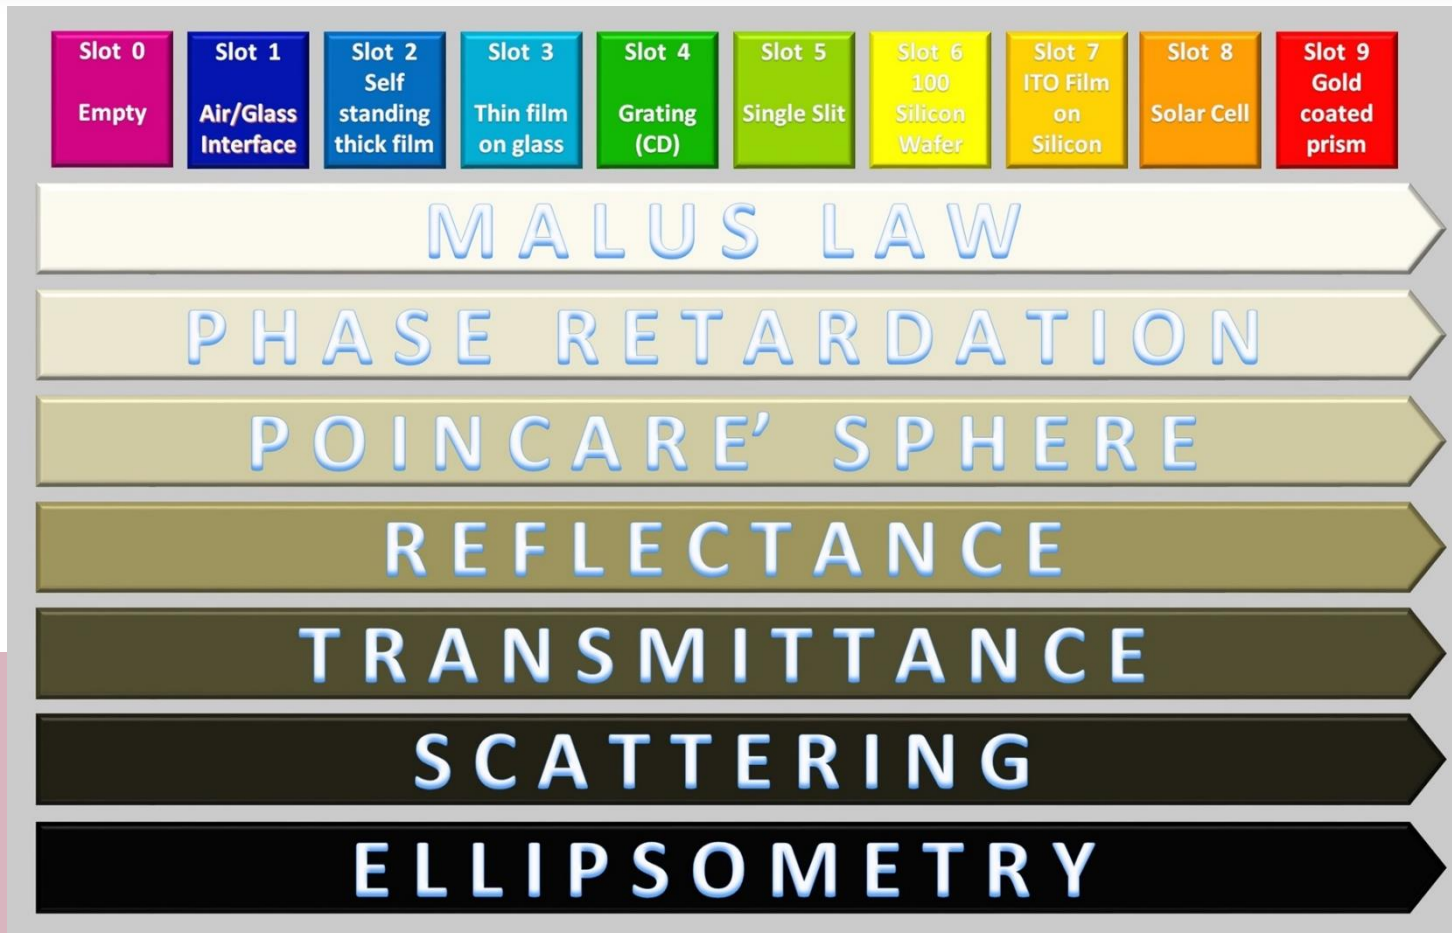 Slot 0
Empty
Slot 1
Air/Glass
Interface
Slot 2
Self
standing
thick film
Slot 3
Thin film
on glass
Slot 4
Grating
(CD)
Slot 5
Single Slit
Slot 6
100
Silicon
Wafer
Slot 7
ITO Film
on
Silicon
Slot 8
Solar Cell
Slot 9
Gold
coated
prism
MALUS LAW
PHASE RETARDATION
POINCARE’ SPHERE
REFLECTANCE
TRANSMITTANCE
SCATTERING
ELLIPSOMETRY